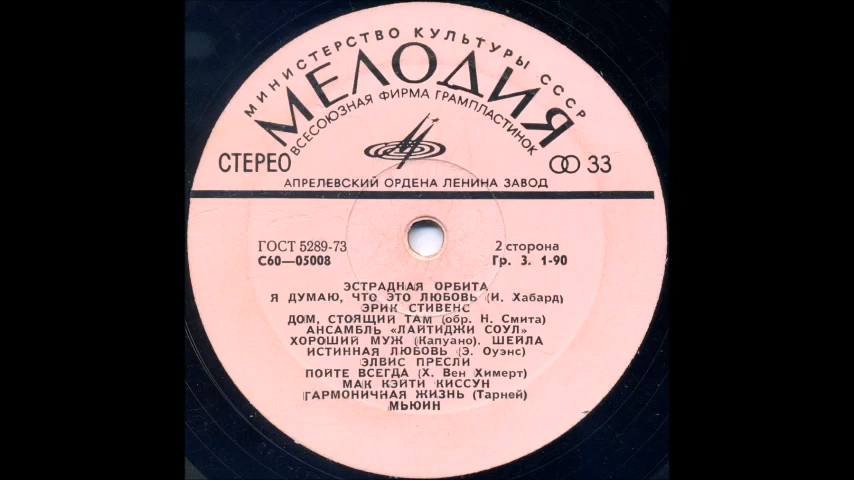 МИНИСТЕРСТВО КУЛЬТУРЫ СССР
МЕЛОДИЯ
ВСЕСОЮЗНАЯ ФИРМА ГРАМПЛАСТИНОК
СТЕРЕО 33
АПРЕЛЕВСКИЙ ОРДЕНА ЛЕНИНА ЗАВОД
ГОСТ 5289-73 2 сторона
С60—05008 Гр. 3. 1-90
ЭСТРАДНАЯ ОРБИТА
Я ДУМАЮ, ЧТО ЭТО ЛЮБОВЬ (И. Хабард)
ЭРИК СТИВЕНС
ДОМ, СТОЯЩИЙ ТАМ (обр. Н. Смита)
АНСАМБЛЬ «ЛАЙТИДЖИ СОУЛ»
ХОРОШИЙ МУЖ (Капуано). ШЕЙЛА
ИСТИННАЯ ЛЮБОВЬ (Э. Оуэнс)
ЭЛВИС ПРЕСЛИ
ПОЙТЕ ВСЕГДА (Х. Вен Химерт)
МАК КЭЙТИ КИССУН
ГАРМОНИЧНАЯ ЖИЗНЬ (Тарней)
МЬЮИН